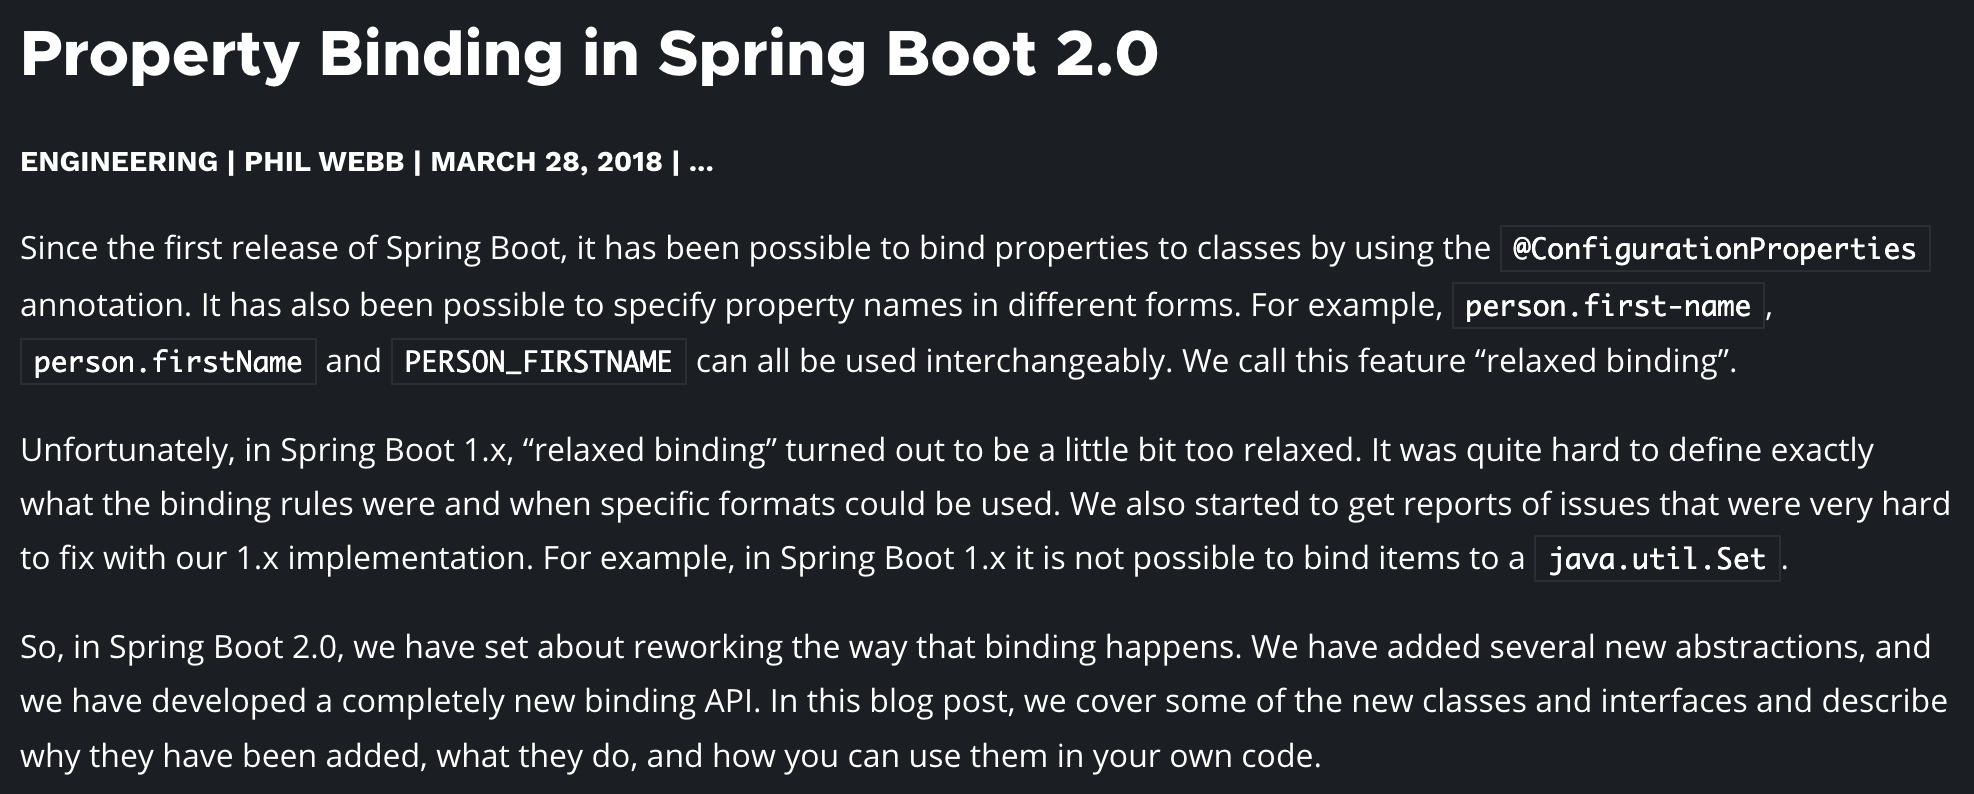 Property Binding in Spring Boot 2.0
ENGINEERING | PHIL WEBB | MARCH 28, 2018 | ...
Since the first release of Spring Boot, it has been possible to bind properties to classes by using the @ConfigurationProperties
annotation. It has also been possible to specify property names in different forms. For example, person.first-name,
person.firstName and PERSON_FIRSTNAME can all be used interchangeably. We call this feature “relaxed binding”.
Unfortunately, in Spring Boot 1.x, “relaxed binding” turned out to be a little bit too relaxed. It was quite hard to define exactly
what the binding rules were and when specific formats could be used. We also started to get reports of issues that were very hard
to fix with our 1.x implementation. For example, in Spring Boot 1.x it is not possible to bind items to a java.util.Set.
So, in Spring Boot 2.0, we have set about reworking the way that binding happens. We have added several new abstractions, and
we have developed a completely new binding API. In this blog post, we cover some of the new classes and interfaces and describe
why they have been added, what they do, and how you can use them in your own code.